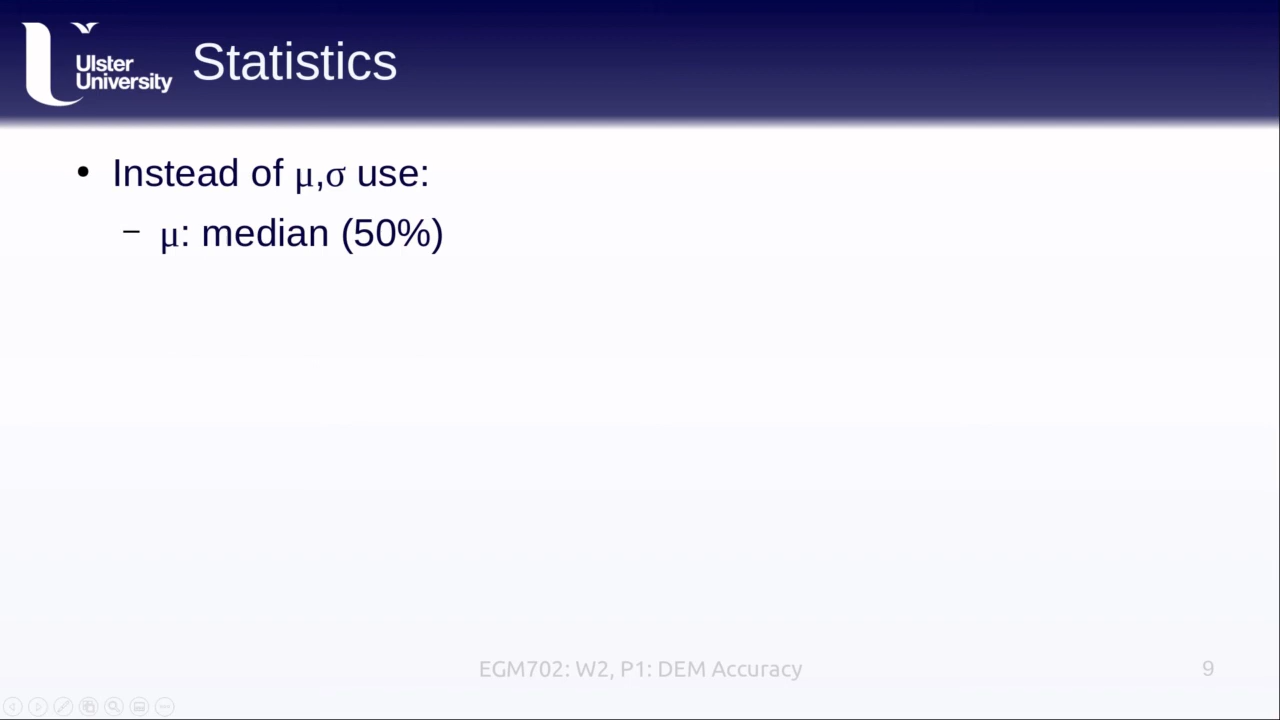 Ulster
University
Statistics
• Instead of μ,σ use:
– μ: median (50%)
EGM702: W2, P1: DEM Accuracy
9